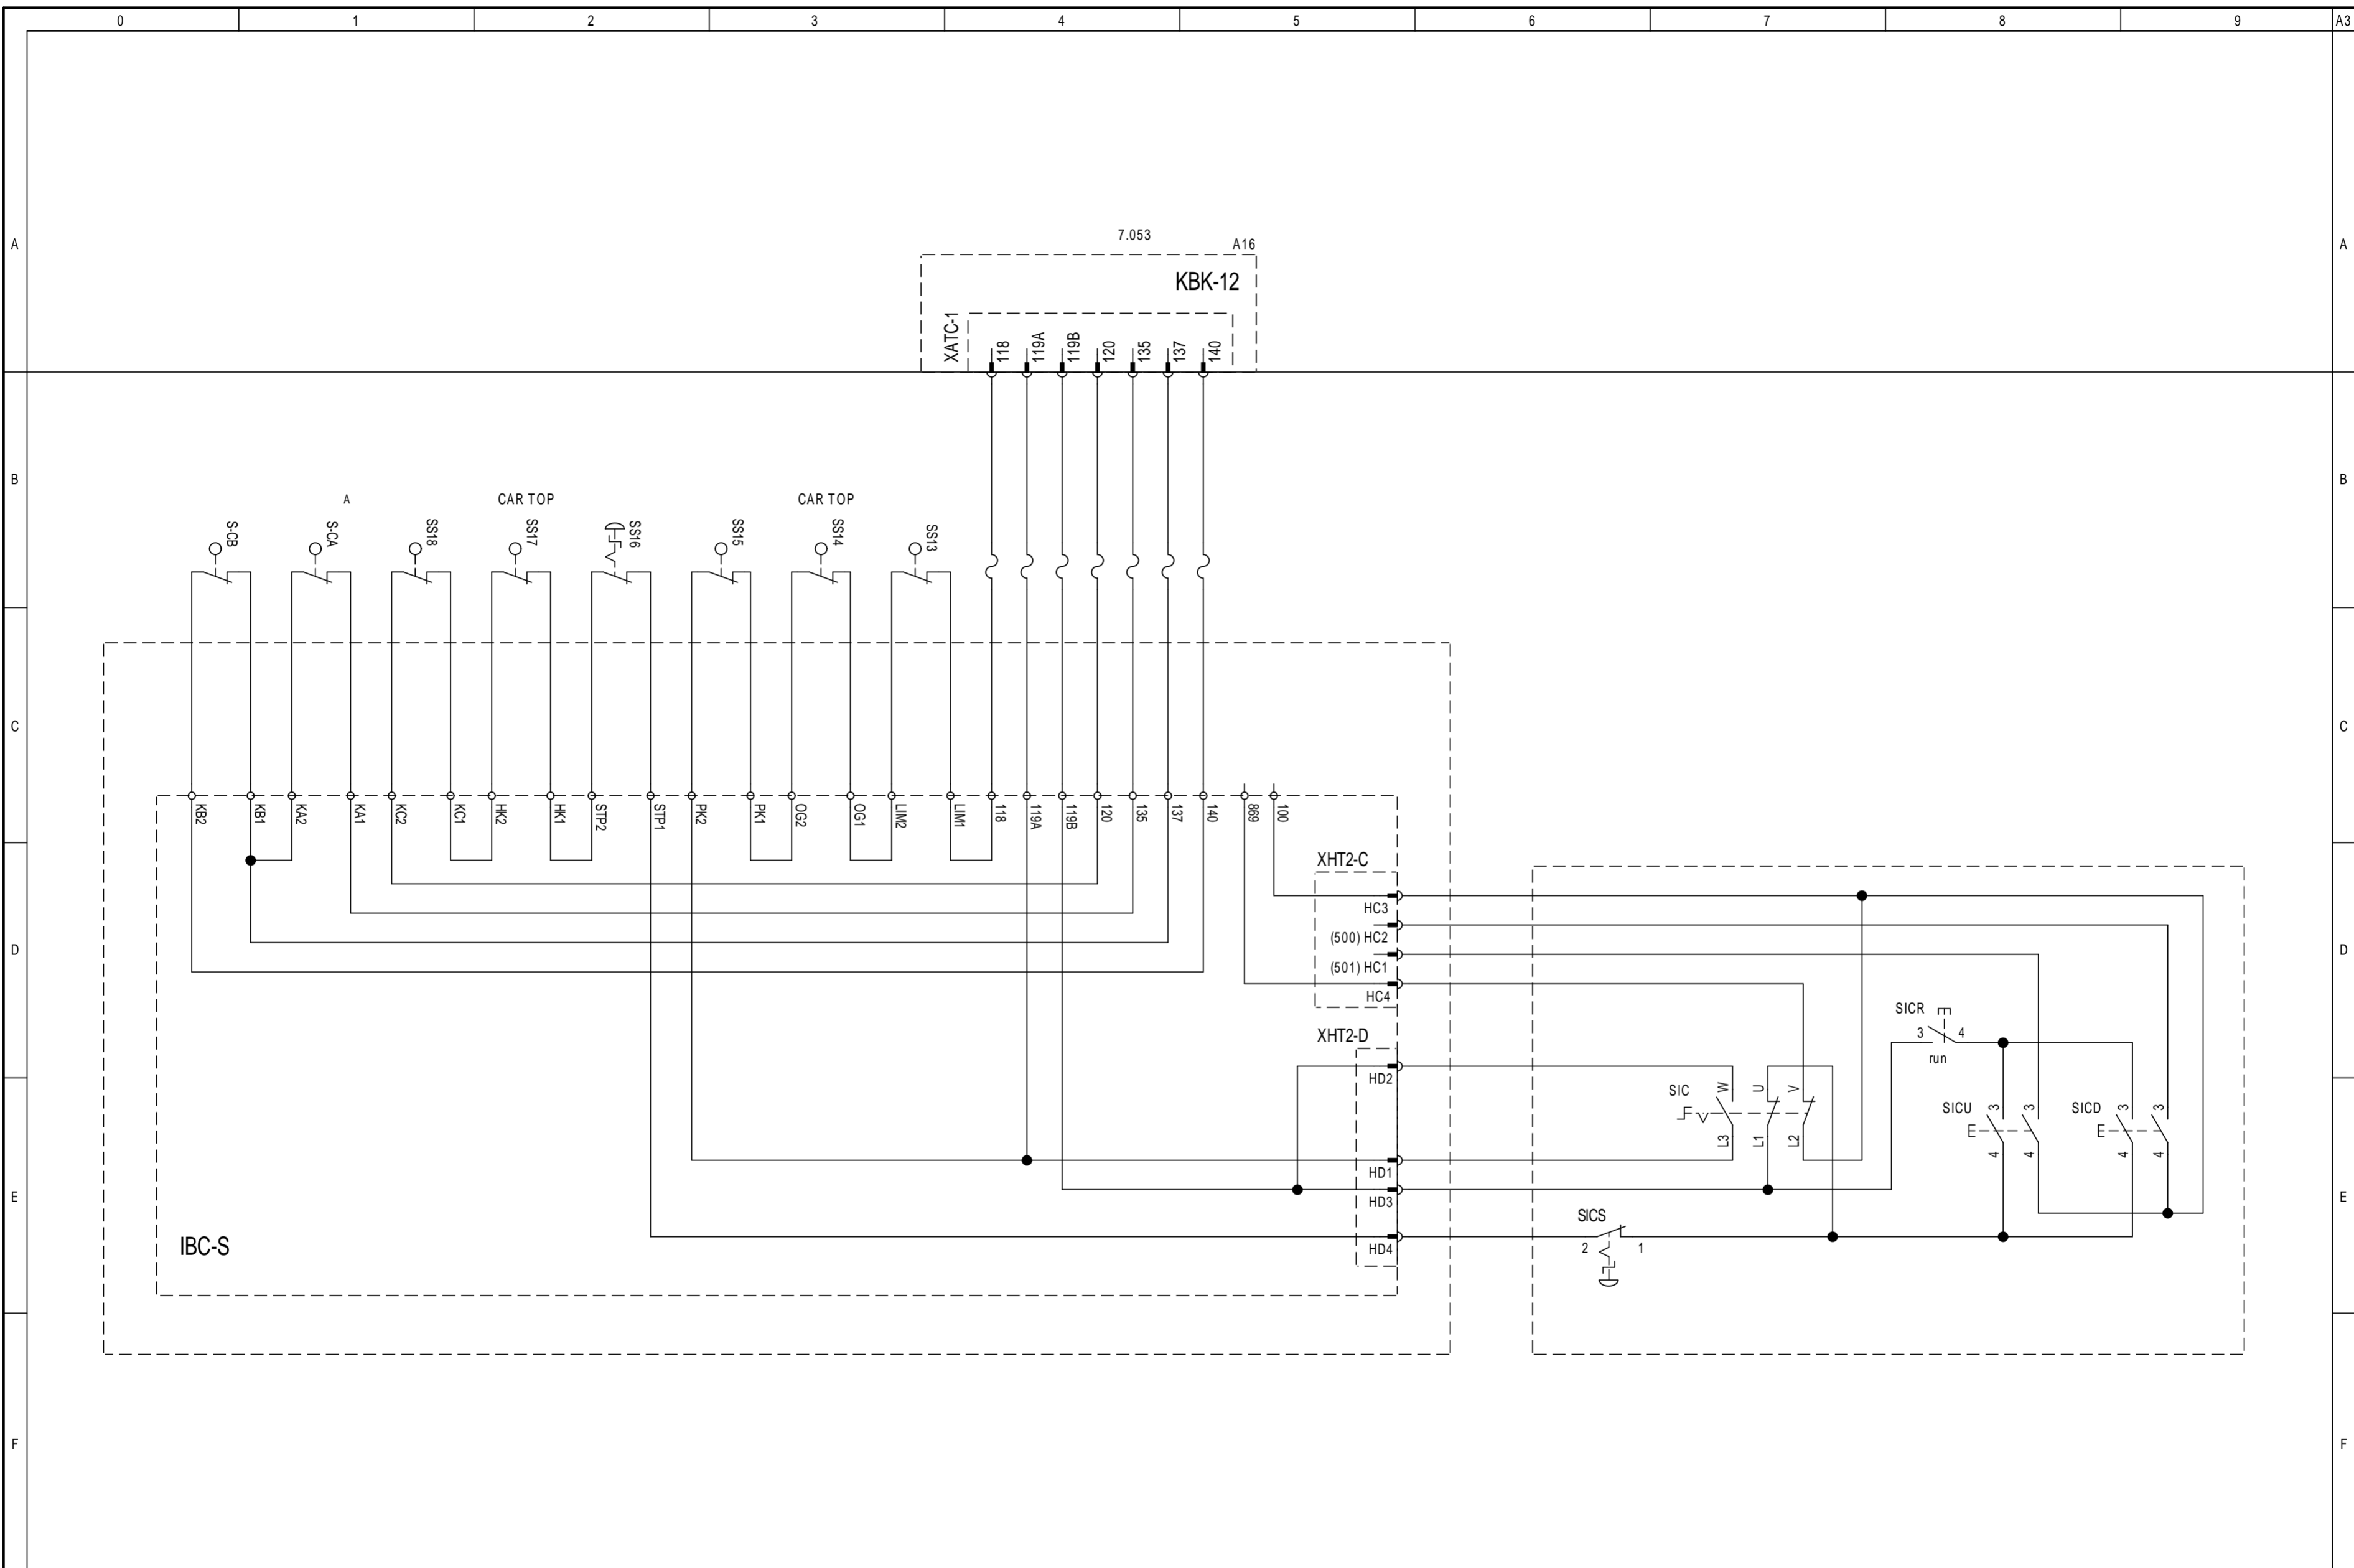 0 1 2 3 4 5 6 7 8 9 A3
7.053
A A16 A
KBK-12
XATC-1
118 119A 119B 120 135 137 140
B B
A CAR TOP CAR TOP
S-CB S-CA SS18 SS17 SS16 SS15 SS14 SS13
C C
KB2 KB1 KA2 KA1 KC2 KC1 HK2 HK1 STP2 STP1 PK2 PK1 OG2 OG1 LIM2 LIM1 118 119A 119B 120 135 137 140 869 100
XHT2-C
HC3
D (500) HC2 D
(501) HC1
HC4
SICR
XHT2-D 3 4
run
HD2
SIC W U V
SICU 3 3 SICD 3 3
L3 L1 L2
4 4 4 4
HD1
E HD3 E
SICS
IBC-S HD4 2 1
F F